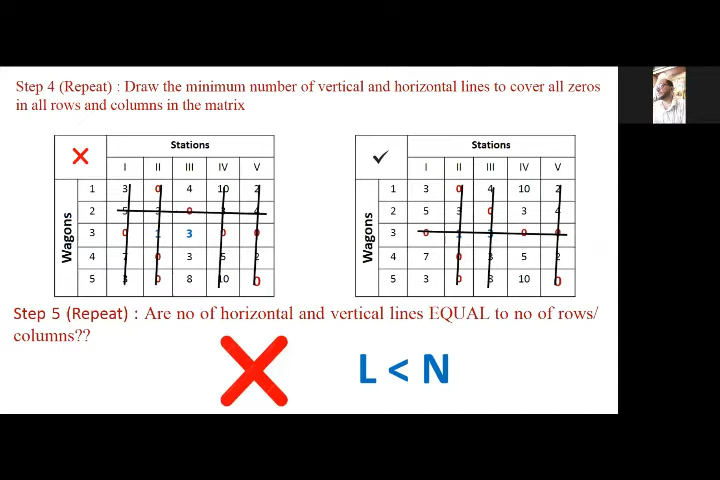 Step 4 (Repeat) : Draw the minimum number of vertical and horizontal lines to cover all zeros
in all rows and columns in the matrix
Stations
I II III IV V
Wagons
1 3 0 4 10 2
2 5 3 0 3 4
3 0 1 3 0 0
4 7 0 3 5 2
5 3 0 8 10 0
Stations
I II III IV V
Wagons
1 3 0 4 10 2
2 5 3 0 3 4
3 0 1 3 0 0
4 7 0 3 5 2
5 3 0 8 10 0
Step 5 (Repeat) : Are no of horizontal and vertical lines EQUAL to no of rows/
columns??
L < N